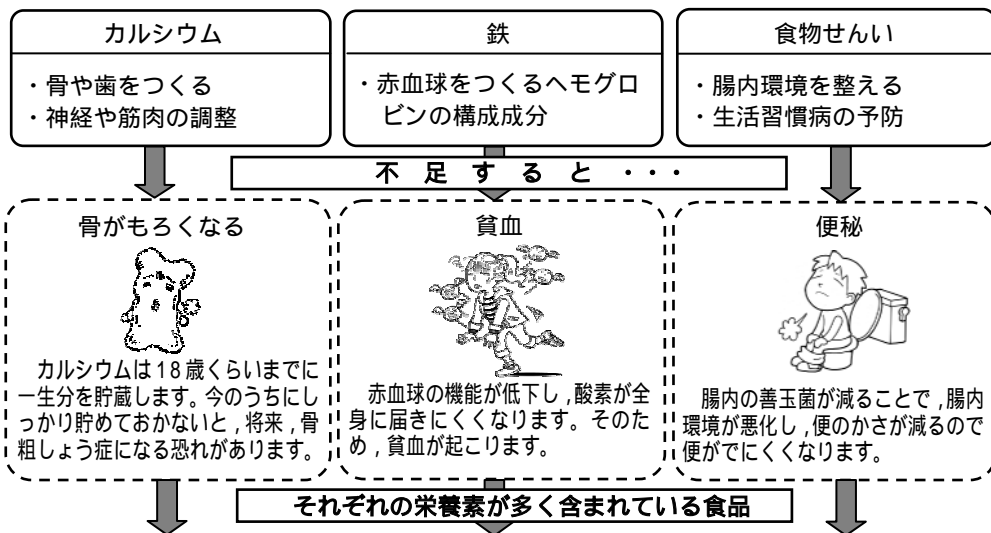 カルシウム
・骨や歯をつくる
・神経や筋肉の調整
鉄
・赤血球をつくるヘモグロ
ビンの構成成分
食物せんい
・腸内環境を整える
・生活習慣病の予防
不足すると・・・
骨がもろくなる
カルシウムは18歳くらいまでに
一生分を貯蔵します。今のうちにし
っかり貯めておかないと,将来,骨
粗しょう症になる恐れがあります。
貧血
赤血球の機能が低下し,酸素が全
身に届きにくくなります。そのた
め,貧血が起こります。
便秘
腸内の善玉菌が減ることで,腸内
環境が悪化し,便のかさが減るので
便がでにくくなります。
それぞれの栄養素が多く含まれている食品